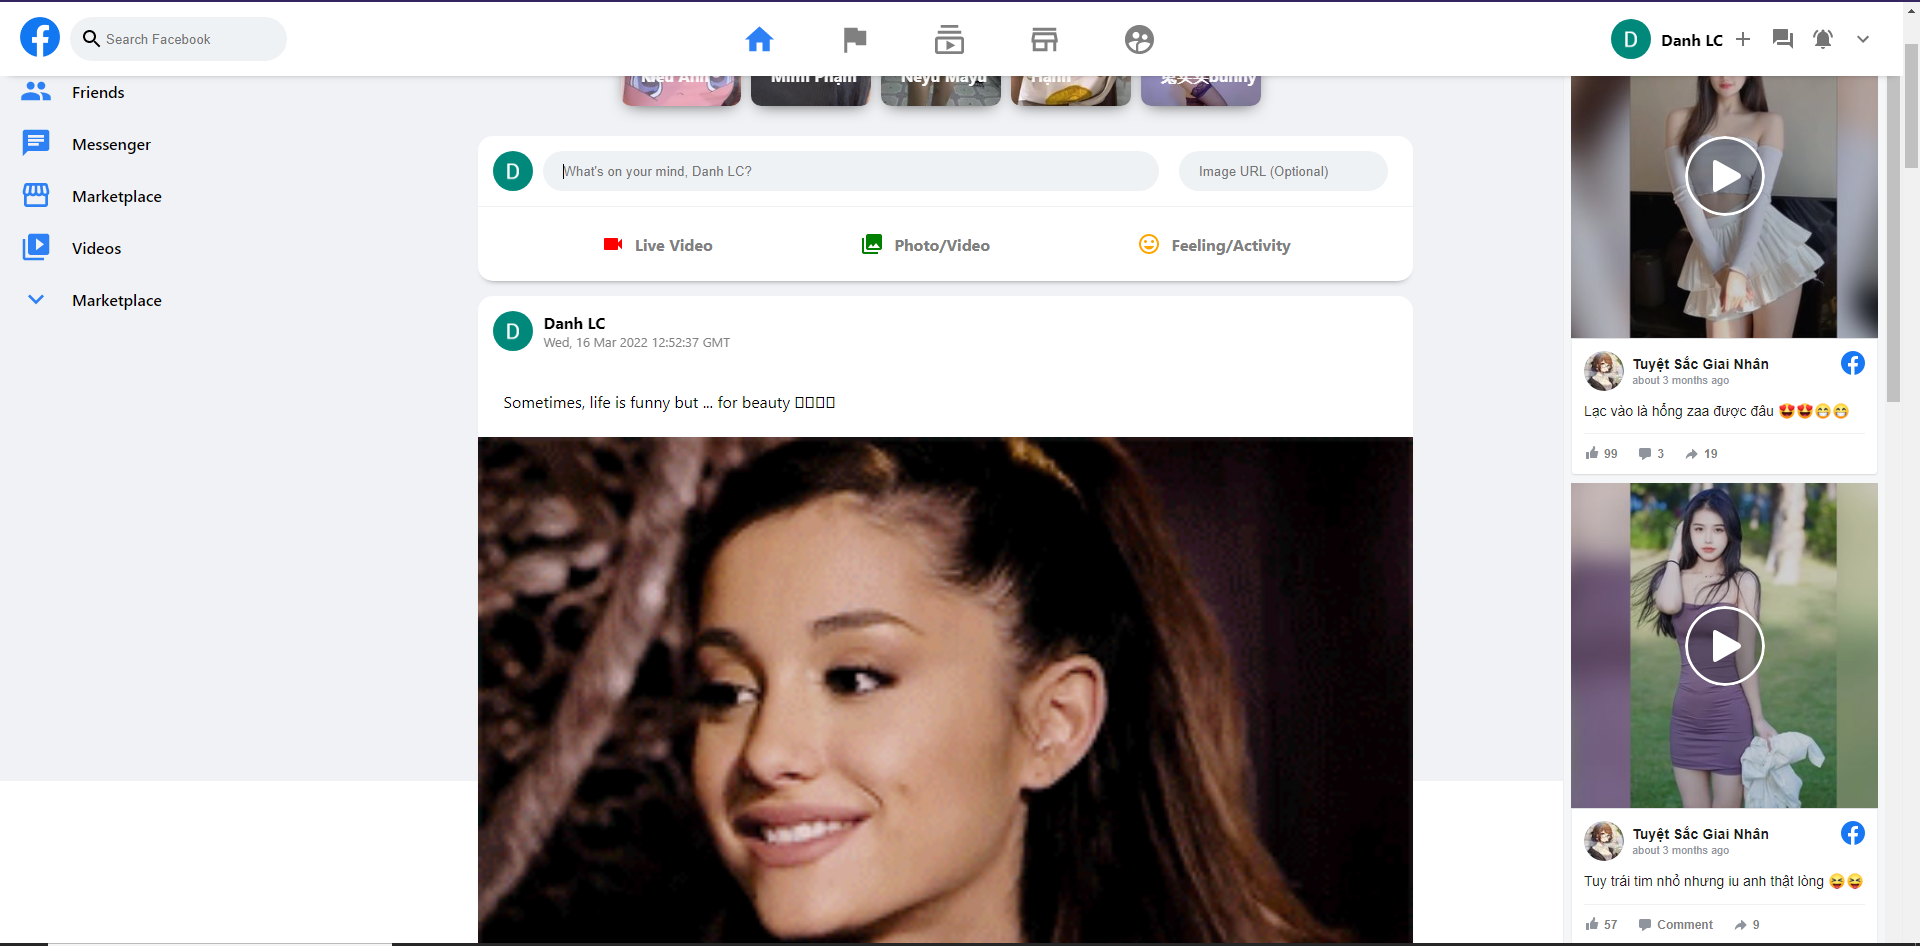 Search Facebook
Danh LC
Friends
Messenger
Marketplace
Videos
Marketplace
Kiều Anh
Mimi Phạm
Neyu Mayu
Hạnh
bunny
D
What's on your mind, Danh LC?
Image URL (Optional)
Live Video
Photo/Video
Feeling/Activity
D
Danh LC
Wed, 16 Mar 2022 12:52:37 GMT
Sometimes, life is funny but ... for beauty
D
Tuyệt Sắc Giai Nhân
about 3 months ago
Lạc vào là hổng zaa được đâu 😍😍😁😁
99 3 19
Tuyệt Sắc Giai Nhân
about 3 months ago
Tuy trái tim nhỏ nhưng iu anh thật lòng 😝😝
57 Comment 9